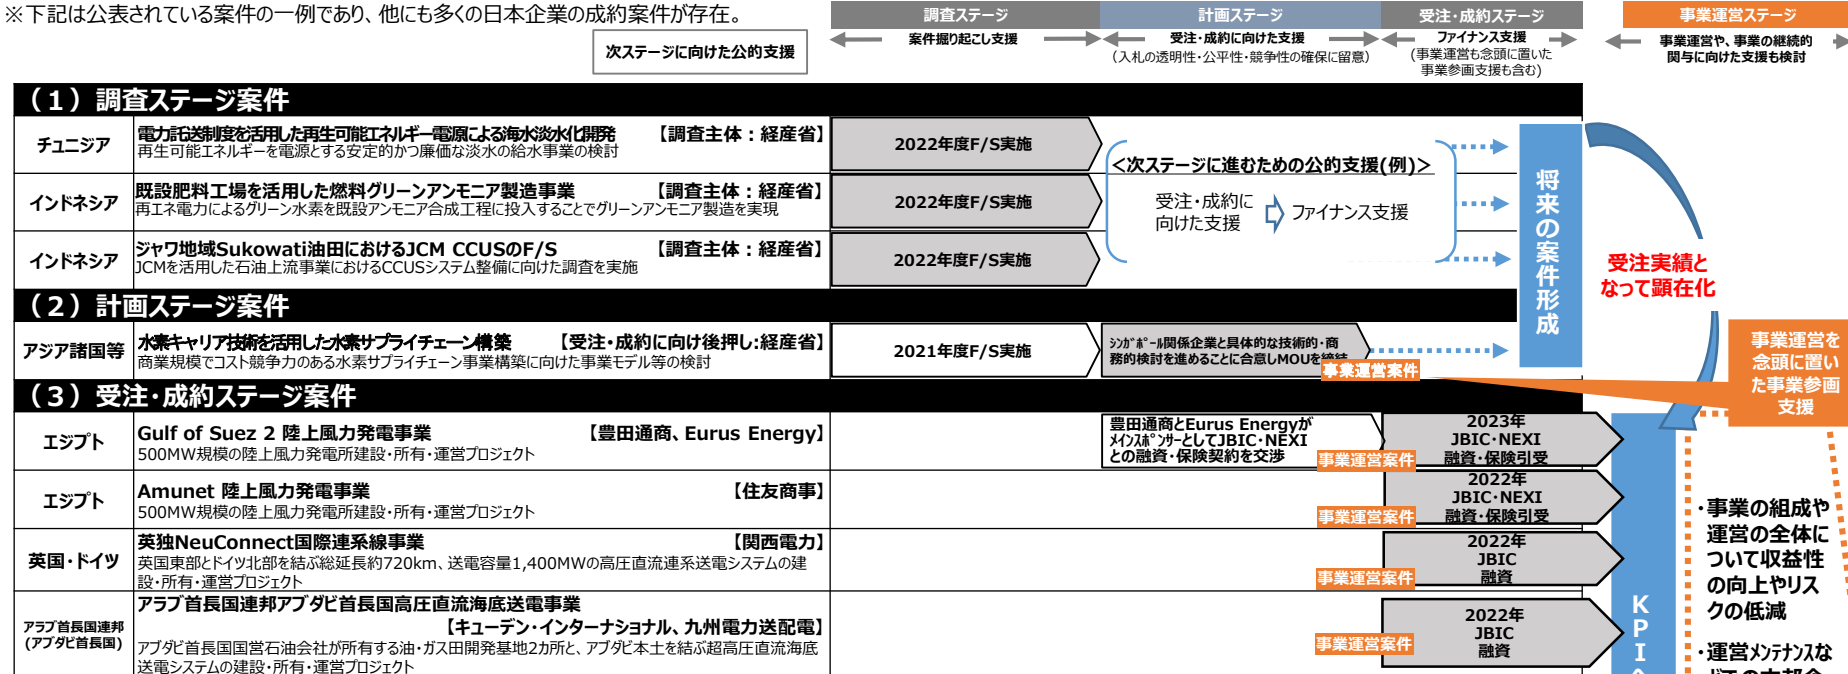 ※下記は公表されている案件の一例であり、他にも多くの日本企業の成約案件が存在。
次ステージに向けた公的支援
調査ステージ
案件掘り起こし支援
計画ステージ
受注・成約に向けた支援
（入札の透明性・公平性・競争性の確保に留意）
受注・成約ステージ
ファイナンス支援
(事業運営も念頭に置いた
事業参画支援も含む)
事業運営ステージ
事業運営や、事業の継続的
関与に向けた支援も検討
（１）調査ステージ案件
チュニジア
電力託送制度を活用した再生可能エネルギー電源による海水淡水化開発 【調査主体：経産省】
再生可能エネルギーを電源とする安定的かつ廉価な淡水の給水事業の検討
2022年度F/S実施
インドネシア
既設肥料工場を活用した燃料グリーンアンモニア製造事業 【調査主体：経産省】
再エネ電力によるグリーン水素を既設アンモニア合成工程に投入することでグリーンアンモニア製造を実現
2022年度F/S実施
インドネシア
ジャワ地域Sukowati油田におけるJCM CCUSのF/S 【調査主体：経産省】
JCMを活用した石油上流事業におけるCCUSシステム整備に向けた調査を実施
2022年度F/S実施
＜次ステージに進むための公的支援(例)＞
受注・成約に
向けた支援
ファイナンス支援
将来の案件形成
受注実績と
なって顕在化
（２）計画ステージ案件
アジア諸国等
水素キャリア技術を活用した水素サプライチェーン構築 【受注・成約に向け後押し:経産省】
商業規模でコスト競争力のある水素サプライチェーン事業構築に向けた事業モデル等の検討
2021年度F/S実施
ｼﾝｶﾞﾎﾟｰﾙ関係企業と具体的な技術的・商
務的検討を進めることに合意しMOUを締結
事業運営案件
事業運営を
念頭に置い
た事業参画
支援
（３）受注・成約ステージ案件
エジプト
Gulf of Suez 2 陸上風力発電事業 【豊田通商、Eurus Energy】
500MW規模の陸上風力発電所建設・所有・運営プロジェクト
豊田通商とEurus Energyが
ﾒｲﾝｽﾎﾟﾝｻｰとしてJBIC・NEXI
との融資・保険契約を交渉
事業運営案件
2023年
JBIC・NEXI
融資・保険引受
エジプト
Amunet 陸上風力発電事業 【住友商事】
500MW規模の陸上風力発電所建設・所有・運営プロジェクト
事業運営案件
2022年
JBIC・NEXI
融資・保険引受
英国・ドイツ
英独NeuConnect国際連系線事業 【関西電力】
英国東部とドイツ北部を結ぶ総延長約720km、送電容量1,400MWの高圧直流連系送電システムの建
設・所有・運営プロジェクト
事業運営案件
2022年
JBIC
融資
アラブ首長国連邦
(アブダビ首長国)
アラブ首長国連邦アブダビ首長国高圧直流海底送電事業
【キューデン・インターナショナル、九州電力送配電】
アブダビ首長国国営石油会社が所有する油・ガス田開発基地2カ所と、アブダビ本土を結ぶ超高圧直流海底
送電システムの建設・所有・運営プロジェクト
事業運営案件
2022年
JBIC
融資
KPI
・事業の組成や
運営の全体に
ついて収益性
の向上やリス
クの低減
・運営ﾒﾝﾃﾅﾝｽな